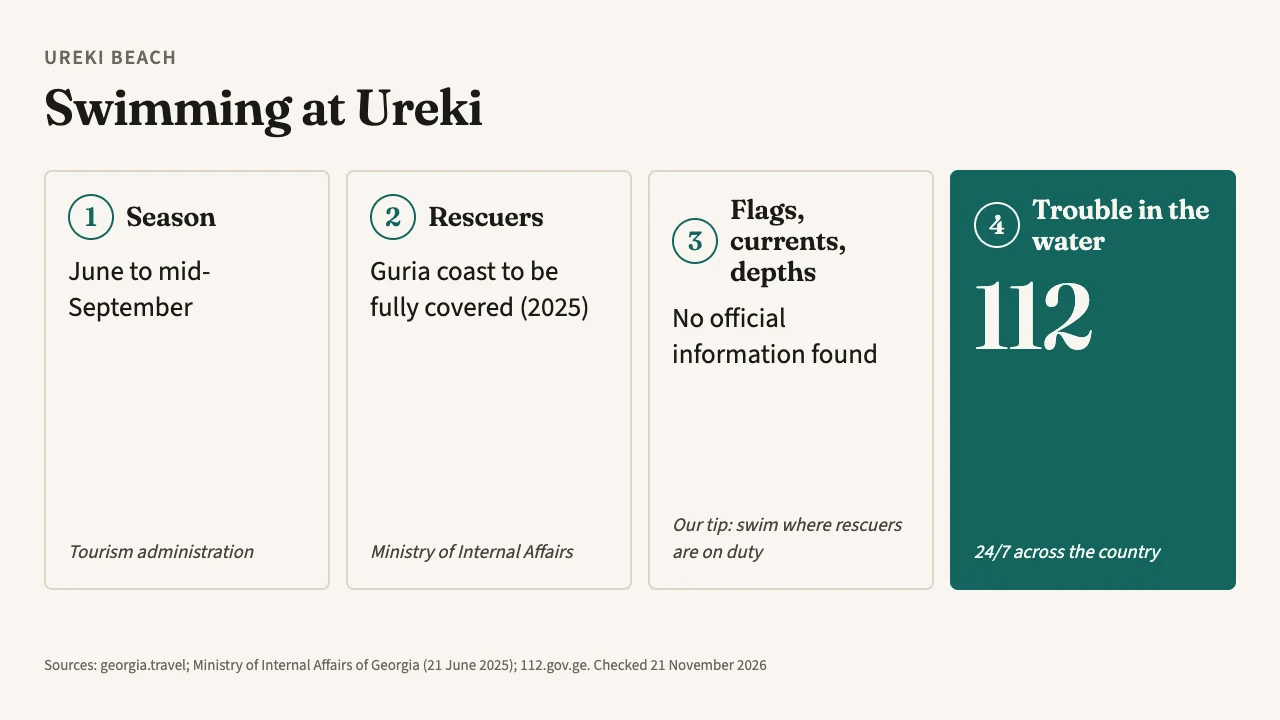 UREKI BEACH
Swimming at Ureki
1 Season
June to mid-
September
Tourism administration
2 Rescuers
Guria coast to be
fully covered (2025)
Ministry of Internal Affairs
3 Flags,
currents,
depths
No official
information found
Our tip: swim where rescuers
are on duty
4 Trouble in the
water
112
24/7 across the country
Sources: georgia.travel; Ministry of Internal Affairs of Georgia (21 June 2025); 112.gov.ge. Checked 21 November 2026